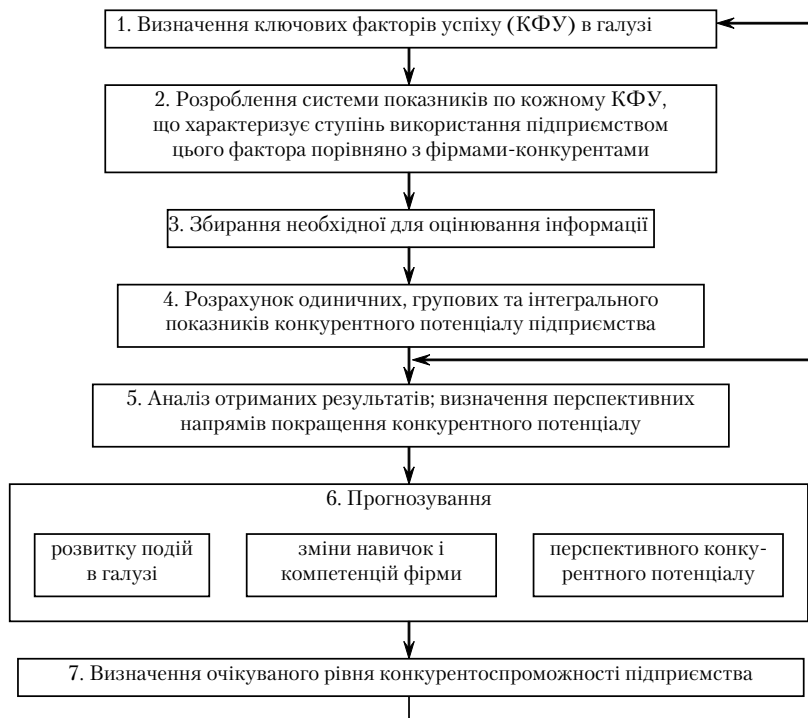 1. Визначення ключових факторів успіху (КФУ) в галузі
2. Розроблення системи показників по кожному КФУ,
що характеризує ступінь використання підприємством
цього фактора порівняно з фірмами-конкурентами
3. Збирання необхідної для оцінювання інформації
4. Розрахунок одиничних, групових та інтегрального
показників конкурентного потенціалу підприємства
5. Аналіз отриманих результатів; визначення перспективних
напрямів покращення конкурентного потенціалу
6. Прогнозування
розвитку подій
в галузі
зміни навичок і
компетенцій фірми
перспективного конку-
рентного потенціалу
7. Визначення очікуваного рівня конкурентоспроможності підприємства